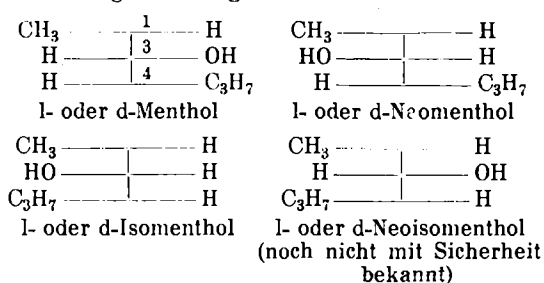 CH₃ 1 H
H 3 OH
H 4 C₃H₇
l- oder d-Menthol
CH₃ H
HO H
H C₃H₇
l- oder d-Neomenthol
CH₃ H
HO H
C₃H₇ H
l- oder d-Isomenthol
CH₃ H
H OH
C₃H₇ H
l- oder d-Neoisomenthol
(noch nicht mit Sicherheit
bekannt)